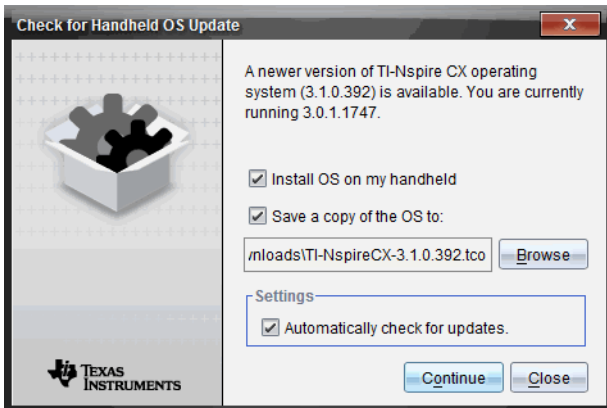 Check for Handheld OS Update
A newer version of TI-Nspire CX operating
system (3.1.0.392) is available. You are currently
running 3.0.1.1747.
Install OS on my handheld
Save a copy of the OS to:
nloads\TI-NspireCX-3.1.0.392.tco
Browse
Settings
Automatically check for updates.
TEXAS
INSTRUMENTS
Continue
Close